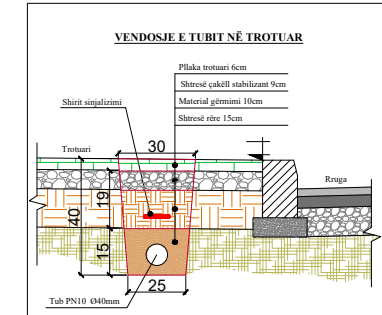 VENDOSJE E TUBIT NË TROTUAR
Pllaka trotuari 6cm
Shtresë çakëll stabilizant 9cm
Material gërmimi 10cm
Shtresë rëre 15cm
Shirit sinjalizimi
Trotuari
30
Rruga
19
40
15
25
Tub PN10 Ø40mm